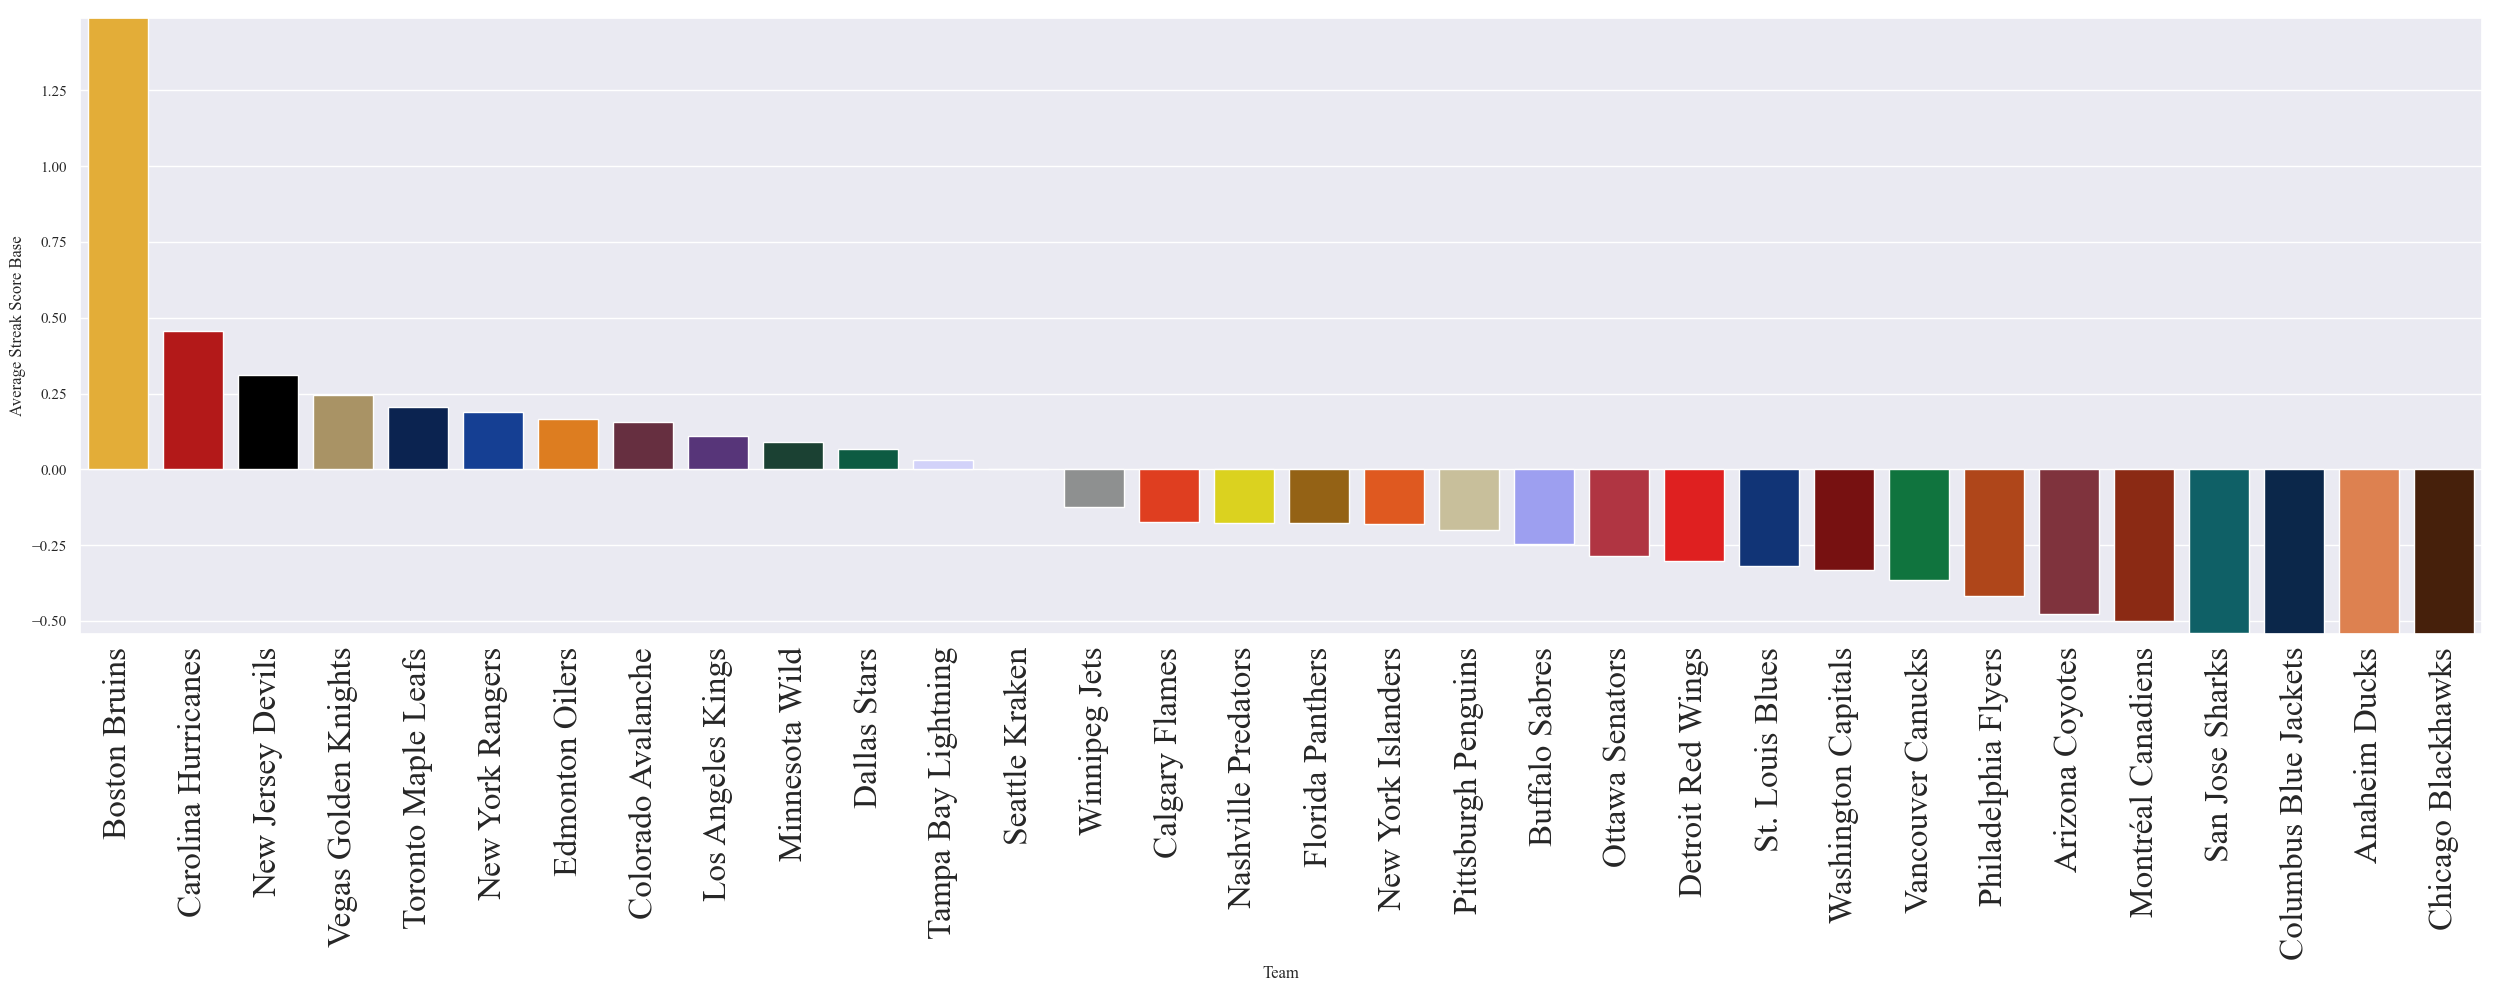 1.25
1.00
0.75
0.50
0.25
0.00
−0.25
−0.50
Average Streak Score Base
Boston Bruins
Carolina Hurricanes
New Jersey Devils
Vegas Golden Knights
Toronto Maple Leafs
New York Rangers
Edmonton Oilers
Colorado Avalanche
Los Angeles Kings
Minnesota Wild
Dallas Stars
Tampa Bay Lightning
Seattle Kraken
Winnipeg Jets
Calgary Flames
Nashville Predators
Florida Panthers
New York Islanders
Pittsburgh Penguins
Buffalo Sabres
Ottawa Senators
Detroit Red Wings
St. Louis Blues
Washington Capitals
Vancouver Canucks
Philadelphia Flyers
Arizona Coyotes
Montréal Canadiens
San Jose Sharks
Columbus Blue Jackets
Anaheim Ducks
Chicago Blackhawks
Team